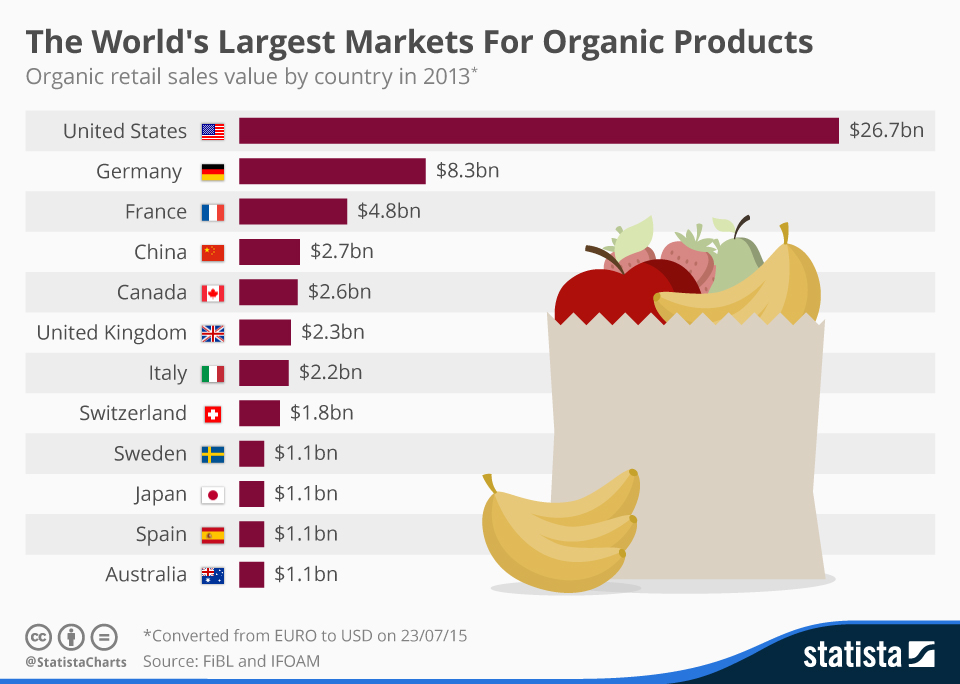 The World's Largest Markets For Organic Products
Organic retail sales value by country in 2013*
United States $26.7bn
Germany $8.3bn
France $4.8bn
China $2.7bn
Canada $2.6bn
United Kingdom $2.3bn
Italy $2.2bn
Switzerland $1.8bn
Sweden $1.1bn
Japan $1.1bn
Spain $1.1bn
Australia $1.1bn
cc
@StatistaCharts
*Converted from EURO to USD on 23/07/15
Source: FiBL and IFOAM
statista